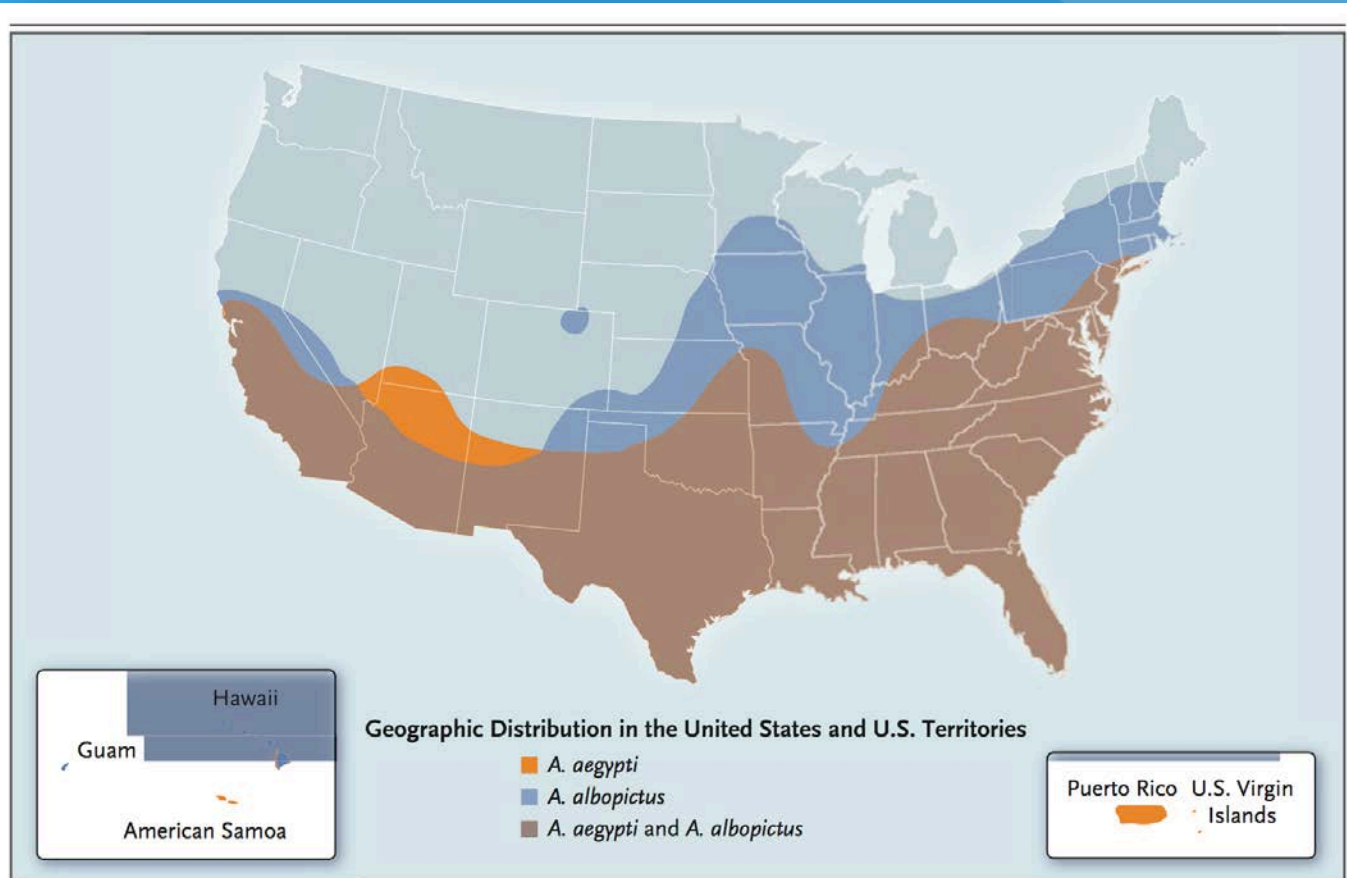 Hawaii
Guam
American Samoa
Geographic Distribution in the United States and U.S. Territories
A. aegypti
A. albopictus
A. aegypti and A. albopictus
Puerto Rico
U.S. Virgin
Islands